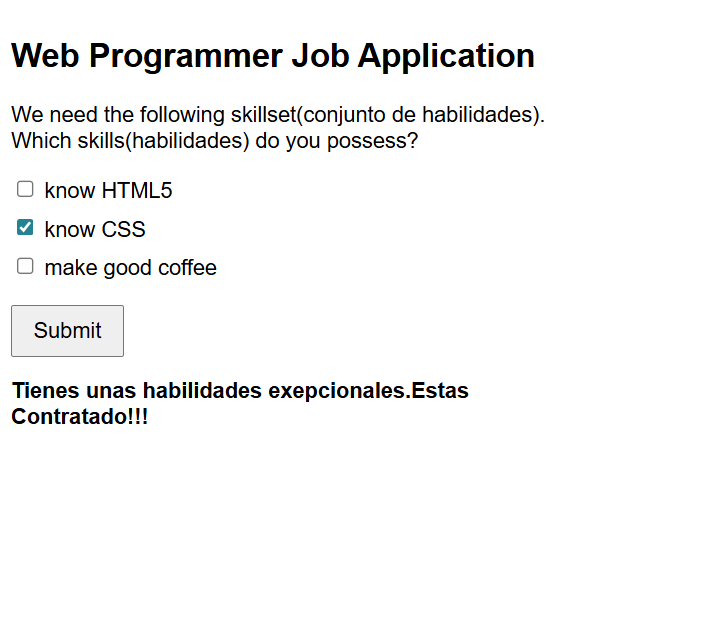 Web Programmer Job Application
We need the following skillset(conjunto de habilidades).
Which skills(habilidades) do you possess?
know HTML5
know CSS
make good coffee
Submit
Tienes unas habilidades exepcionales.Estas
Contratado!!!